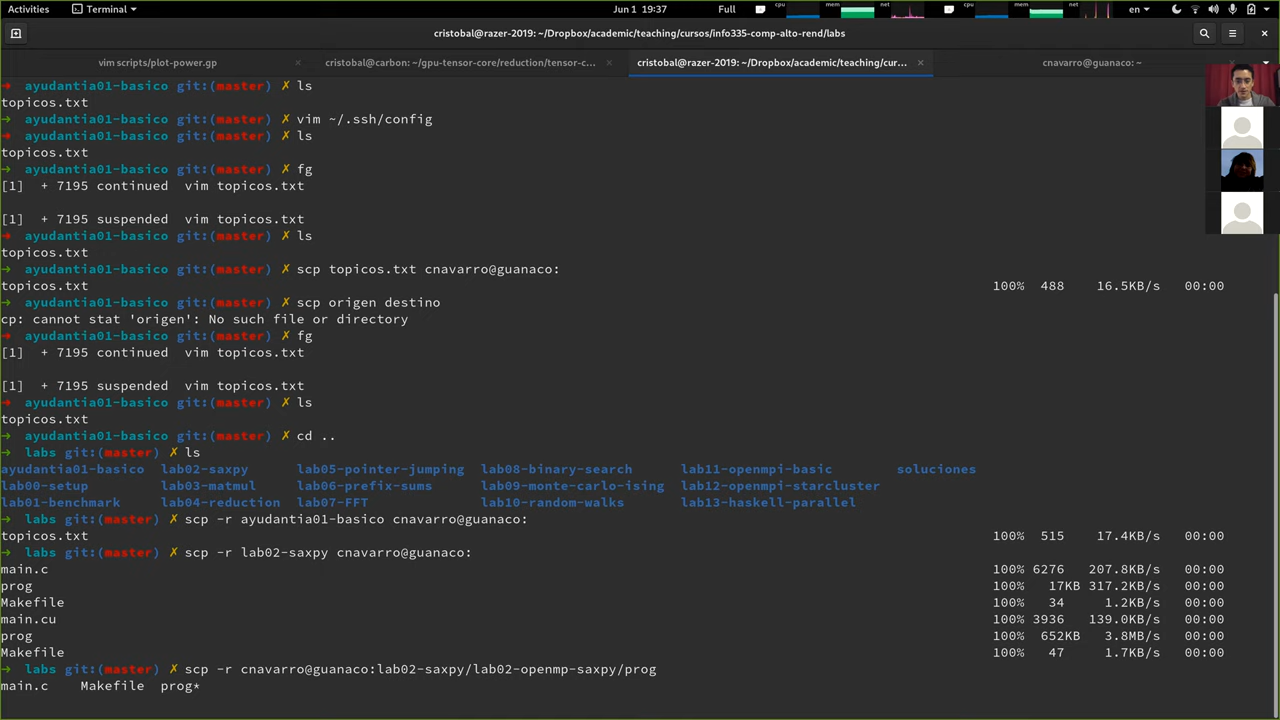 Activities Terminal Jun 1 19:37 Full cpu mem net cpu mem net en
cristobal@razer-2019: ~/Dropbox/academic/teaching/cursos/info335-comp-alto-rend/labs
vim scripts/plot-power.gp cristobal@carbon: ~/gpu-tensor-core/reduction/tensor-c... cristobal@razer-2019: ~/Dropbox/academic/teaching/cur... cnavarro@guanaco: ~
→ ayudantia01-basico git:(master) ✗ ls
topicos.txt
→ ayudantia01-basico git:(master) ✗ vim ~/.ssh/config
→ ayudantia01-basico git:(master) ✗ ls
topicos.txt
→ ayudantia01-basico git:(master) ✗ fg
[1] + 7195 continued vim topicos.txt
[1] + 7195 suspended vim topicos.txt
→ ayudantia01-basico git:(master) ✗ ls
topicos.txt
→ ayudantia01-basico git:(master) ✗ scp topicos.txt cnavarro@guanaco:
topicos.txt 100% 488 16.5KB/s 00:00
→ ayudantia01-basico git:(master) ✗ scp origen destino
cp: cannot stat 'origen': No such file or directory
→ ayudantia01-basico git:(master) ✗ fg
[1] + 7195 continued vim topicos.txt
[1] + 7195 suspended vim topicos.txt
→ ayudantia01-basico git:(master) ✗ ls
topicos.txt
→ ayudantia01-basico git:(master) ✗ cd ..
→ labs git:(master) ✗ ls
ayudantia01-basico lab02-saxpy lab05-pointer-jumping lab08-binary-search lab11-openmpi-basic soluciones
lab00-setup lab03-matmul lab06-prefix-sums lab09-monte-carlo-ising lab12-openmpi-starcluster
lab01-benchmark lab04-reduction lab07-FFT lab10-random-walks lab13-haskell-parallel
→ labs git:(master) ✗ scp -r ayudantia01-basico cnavarro@guanaco:
topicos.txt 100% 515 17.4KB/s 00:00
→ labs git:(master) ✗ scp -r lab02-saxpy cnavarro@guanaco:
main.c 100% 6276 207.8KB/s 00:00
prog 100% 17KB 317.2KB/s 00:00
Makefile 100% 34 1.2KB/s 00:00
main.cu 100% 3936 139.0KB/s 00:00
prog 100% 652KB 3.8MB/s 00:00
Makefile 100% 47 1.7KB/s 00:00
→ labs git:(master) ✗ scp -r cnavarro@guanaco:lab02-saxpy/lab02-openmp-saxpy/prog
main.c Makefile prog*